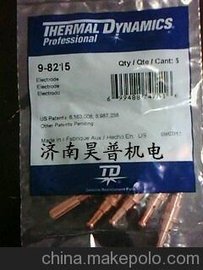 THERMAL DYNAMICS
Professional
9-8215
Qty / Qte / Cant: 5
Electrode
Electrode
Electrodo
US Patents
Other Patents Pending
Made in / Fabrique Aux / Hecho En: US
济南昊普机电
TD
china.makepolo.com